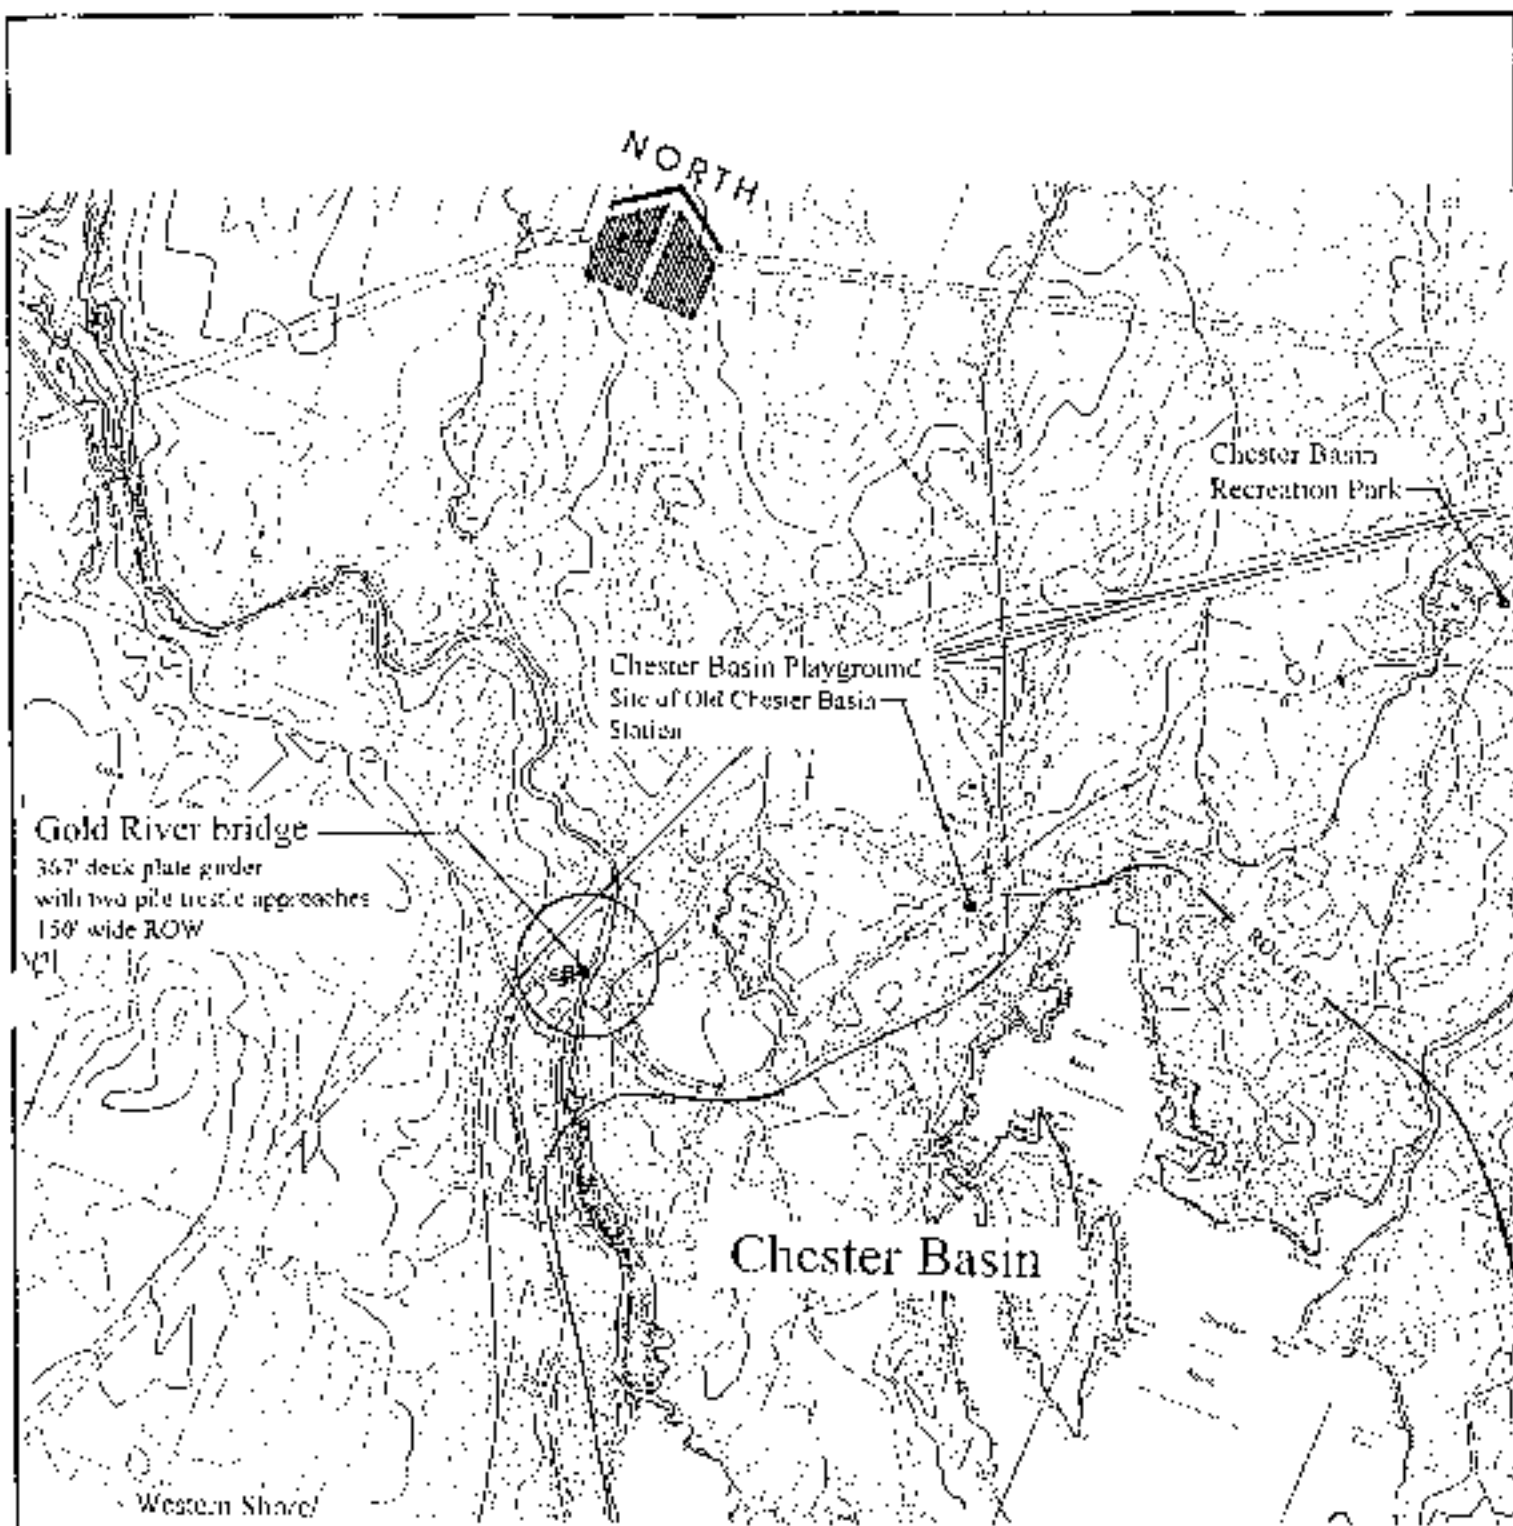 NORTH
Chester Basin
Recreation Park
Chester Basin Playground
Site of Old Chester Basin
Station
Gold River bridge
367' deck plate girder
with two pile trestle approaches
150' wide ROW
Chester Basin
Western Shore